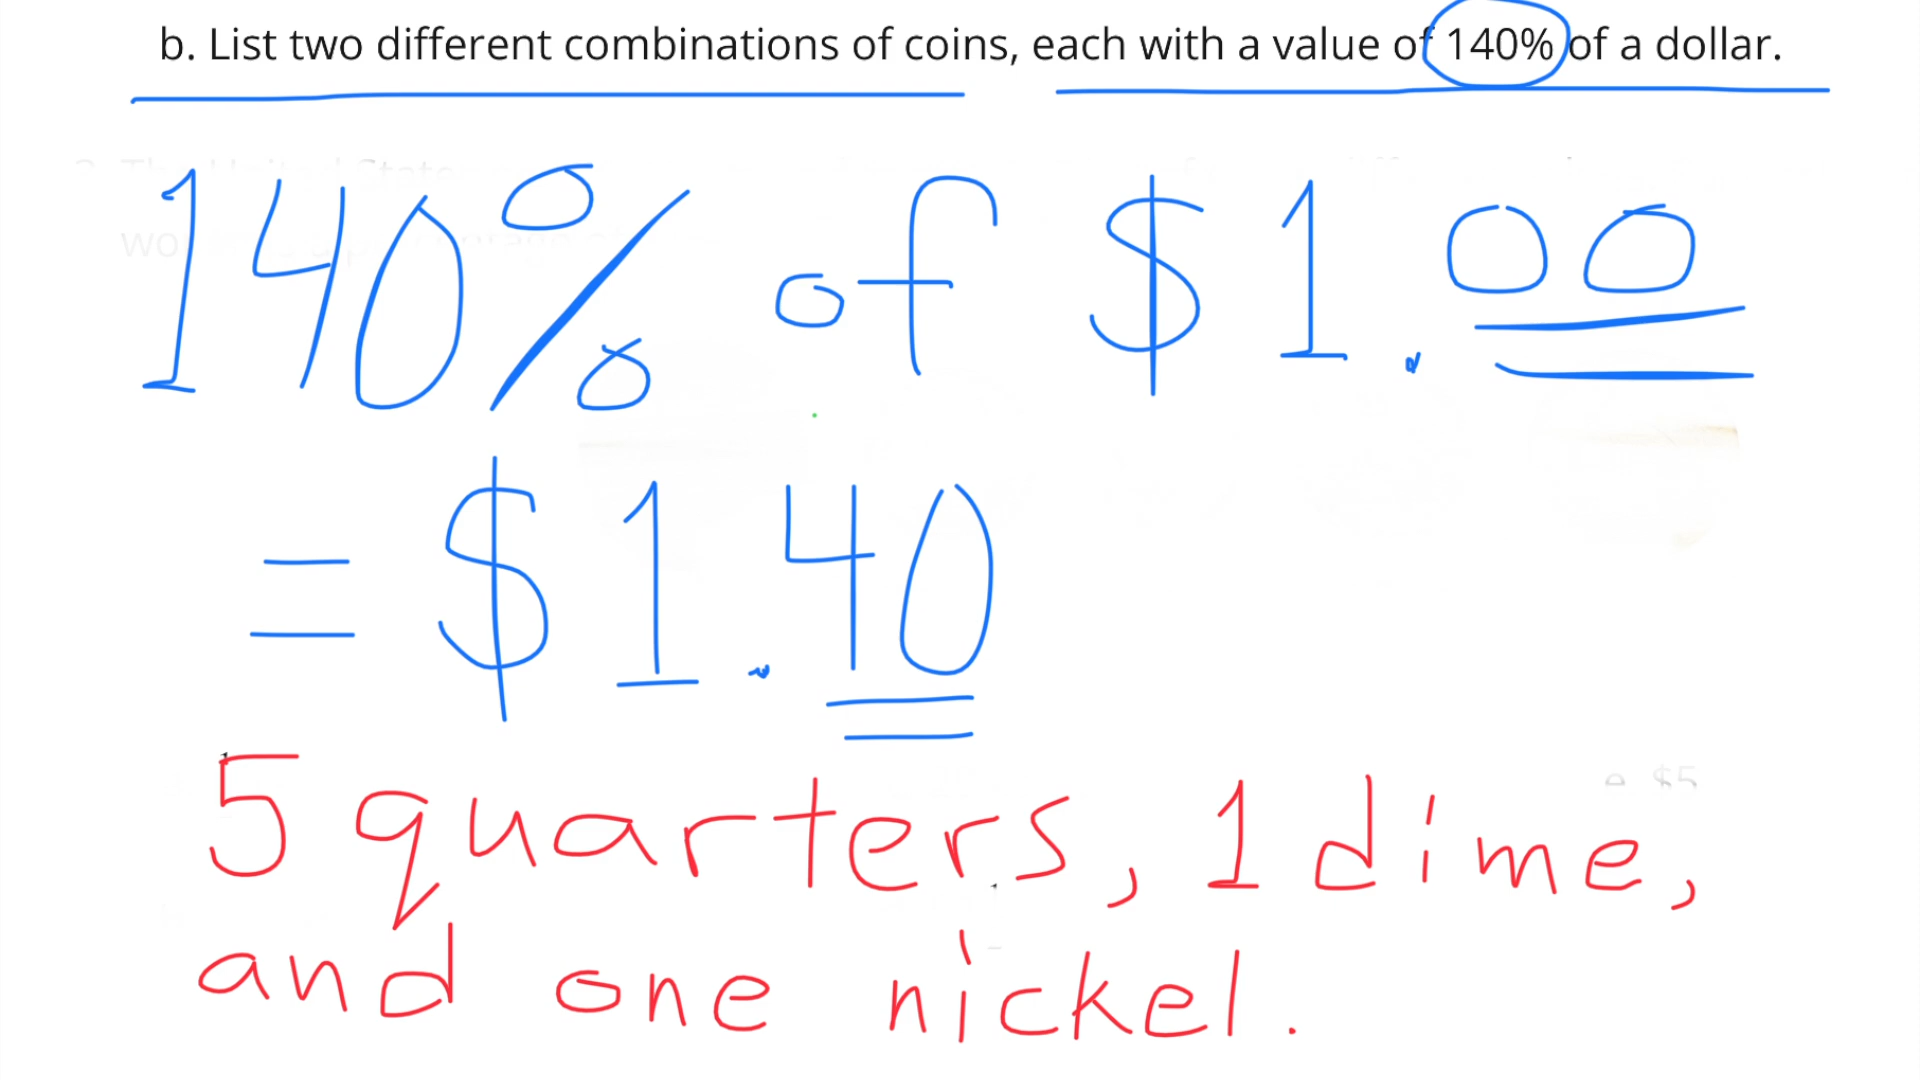 b. List two different combinations of coins, each with a value of 140% of a dollar.
140% of $1.00
= $1.40
$5
5 quarters, 1 dime,
and one nickel.